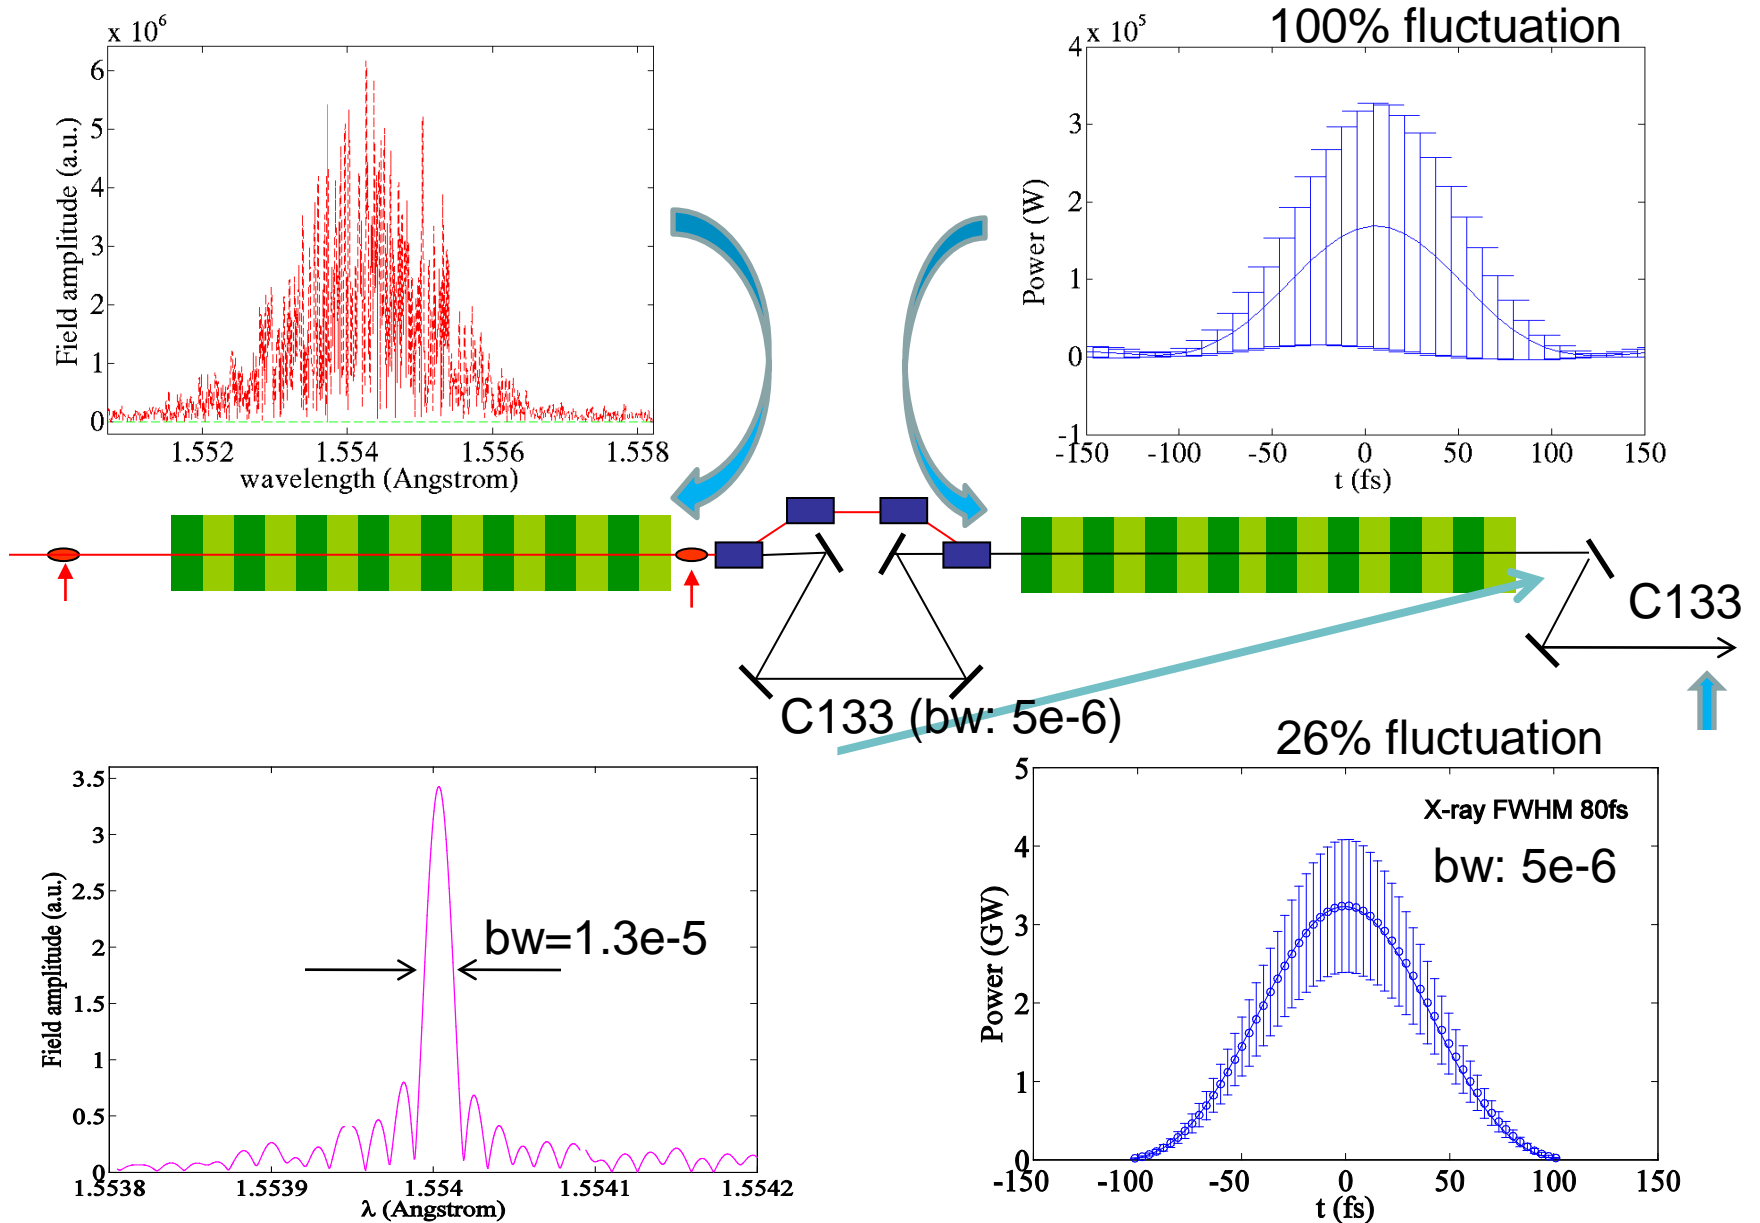 x 10⁶
6
5
4
3
2
1
0
Field amplitude (a.u.)
1.552
1.554
1.556
1.558
wavelength (Angstrom)
100% fluctuation
x 10⁵
4
3
2
1
0
-1
Power (W)
-150
-100
-50
0
50
100
150
t (fs)
C133
C133 (bw: 5e-6)
3.5
3
2.5
2
1.5
1
0.5
0
Field amplitude (a.u.)
bw=1.3e-5
1.5538
1.5539
1.554
1.5541
1.5542
λ (Angstrom)
26% fluctuation
5
4
3
2
1
0
Power (GW)
X-ray FWHM 80fs
bw: 5e-6
-150
-100
-50
0
50
100
150
t (fs)